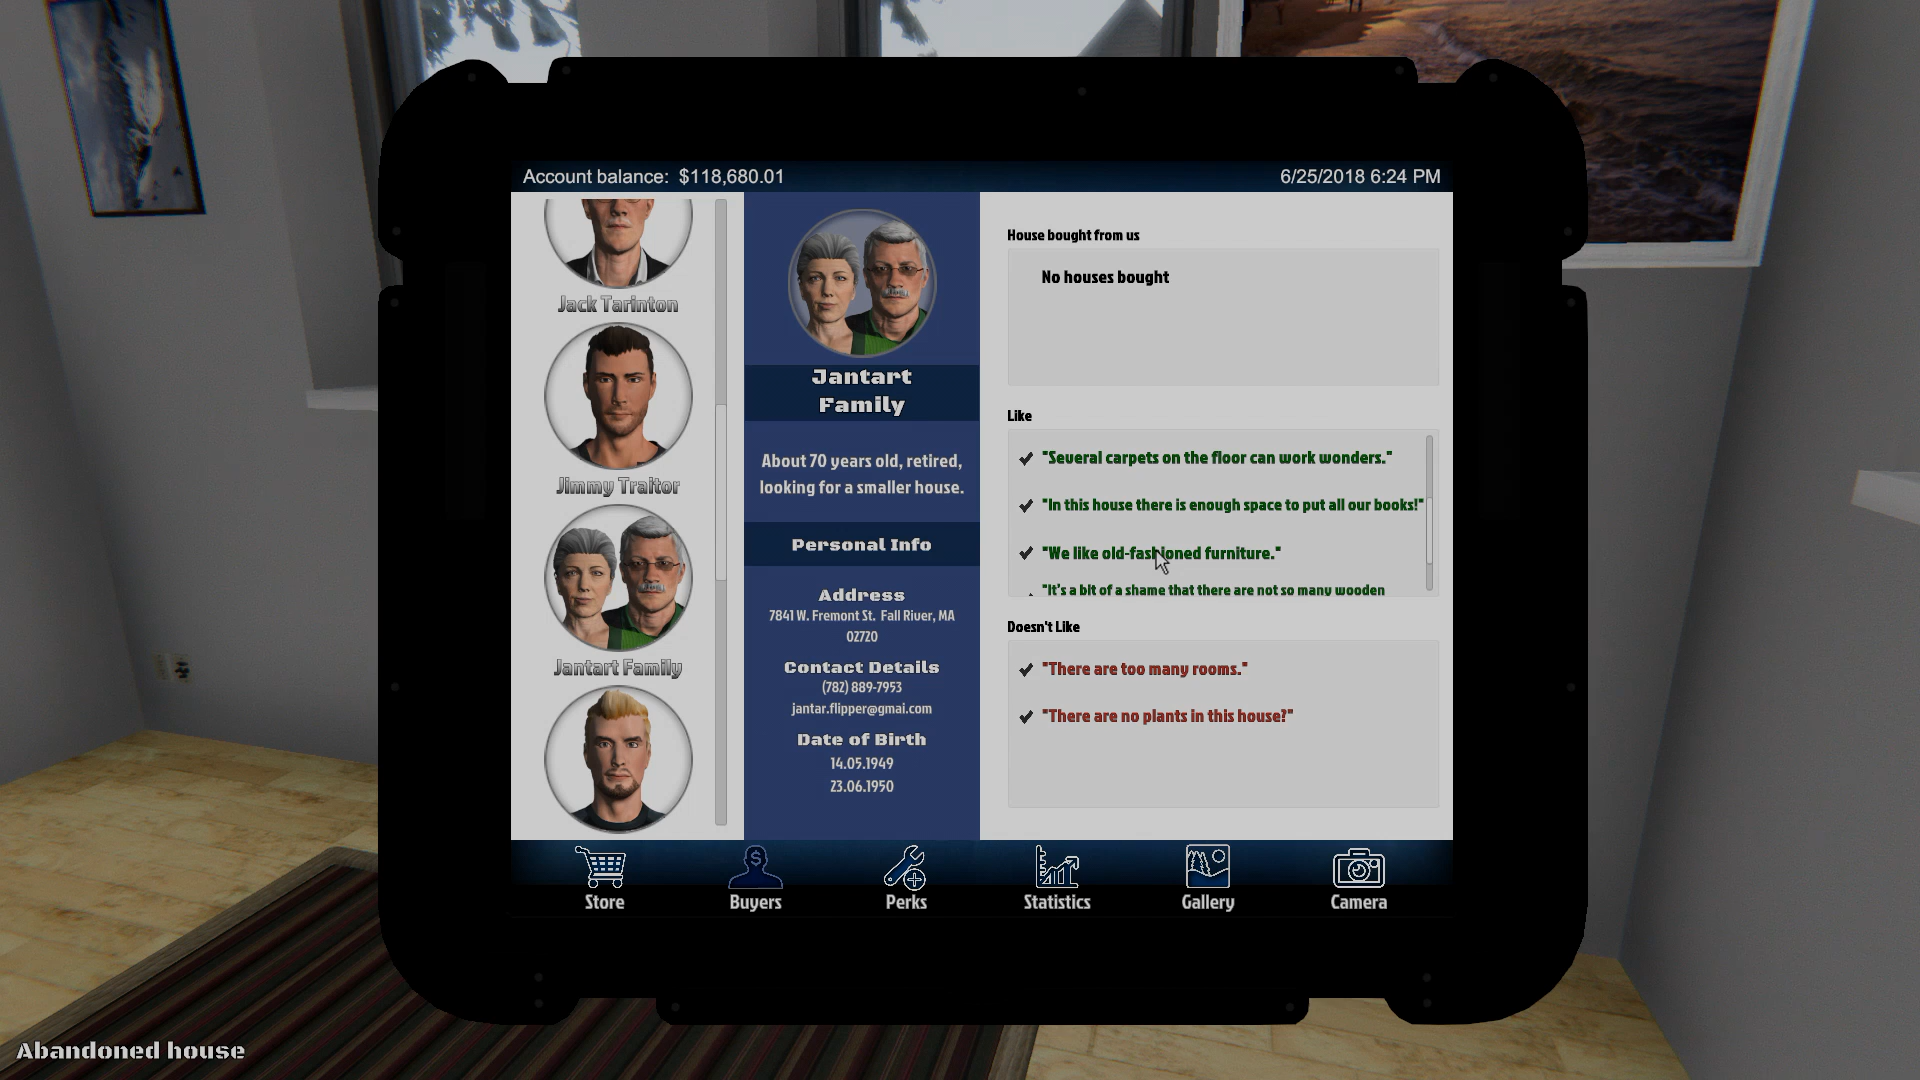 Account balance: $118,680.01
6/25/2018 6:24 PM
Jack Tarinton
Jimmy Traitor
Jantart Family
Jantart
Family
About 70 years old, retired,
looking for a smaller house.
Personal Info
Address
7841 W. Fremont St. Fall River, MA
02720
Contact Details
(782) 889-7953
jantar.flipper@gmai.com
Date of Birth
14.05.1949
23.06.1950
House bought from us
No houses bought
Like
"Several carpets on the floor can work wonders."
"In this house there is enough space to put all our books!"
"We like old-fashioned furniture."
"It's a bit of a shame that there are not so many wooden
Doesn't Like
"There are too many rooms."
"There are no plants in this house?"
Store
Buyers
Perks
Statistics
Gallery
Camera
Abandoned house